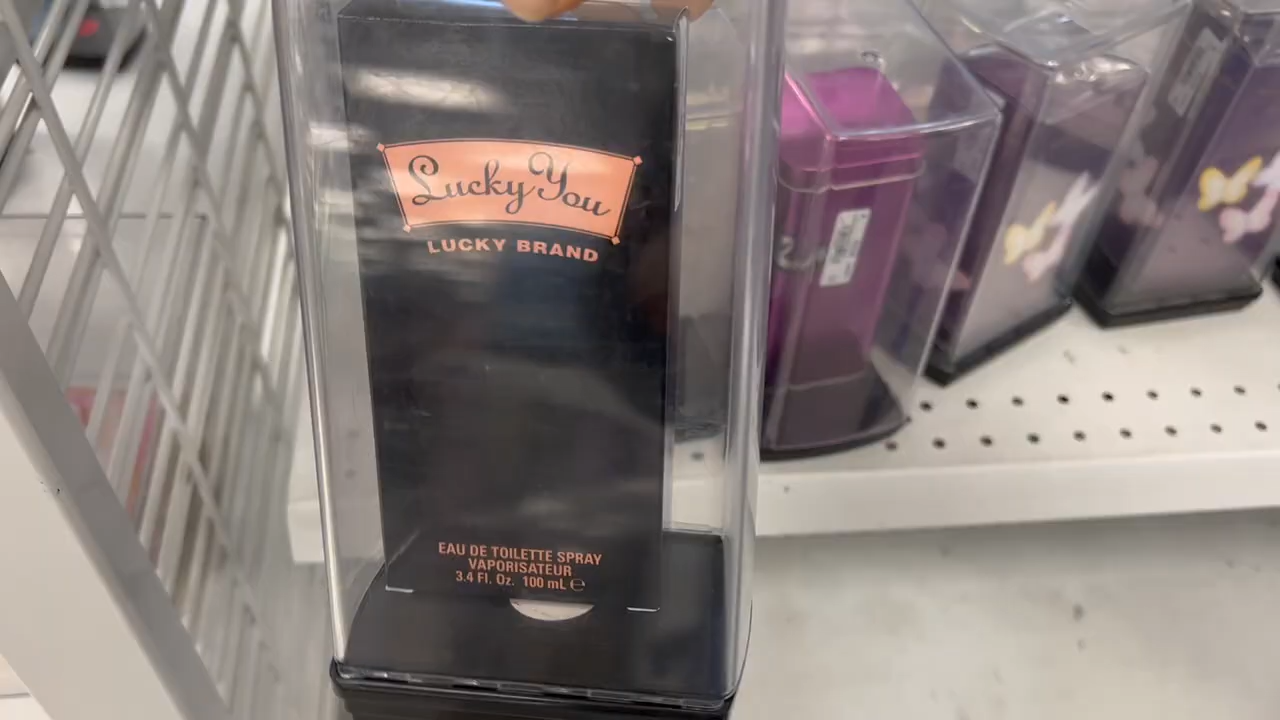 Lucky You
LUCKY BRAND
EAU DE TOILETTE SPRAY
VAPORISATEUR
3.4 Fl. Oz. 100 mL ℮